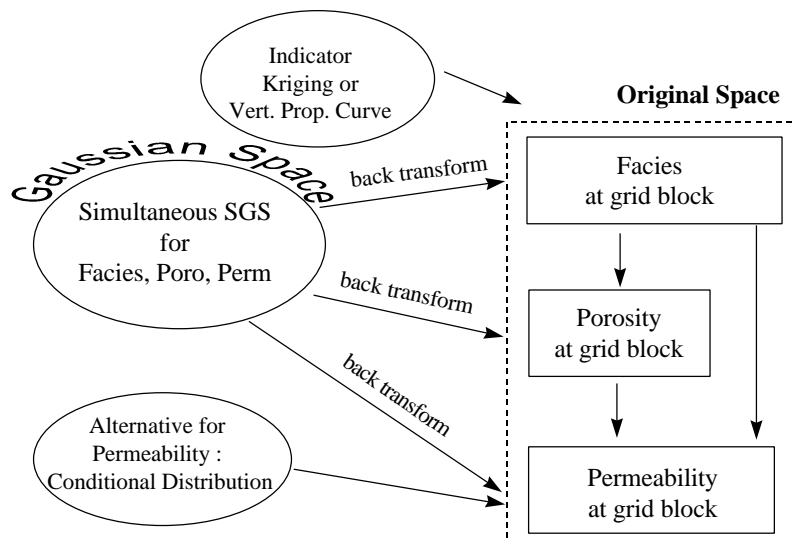 Indicator
Kriging or
Vert. Prop. Curve
Original Space
Gaussian Space
back transform
Facies
at grid block
Simultaneous SGS
for
Facies, Poro, Perm
back transform
Porosity
at grid block
back transform
Alternative for
Permeability :
Conditional Distribution
Permeability
at grid block